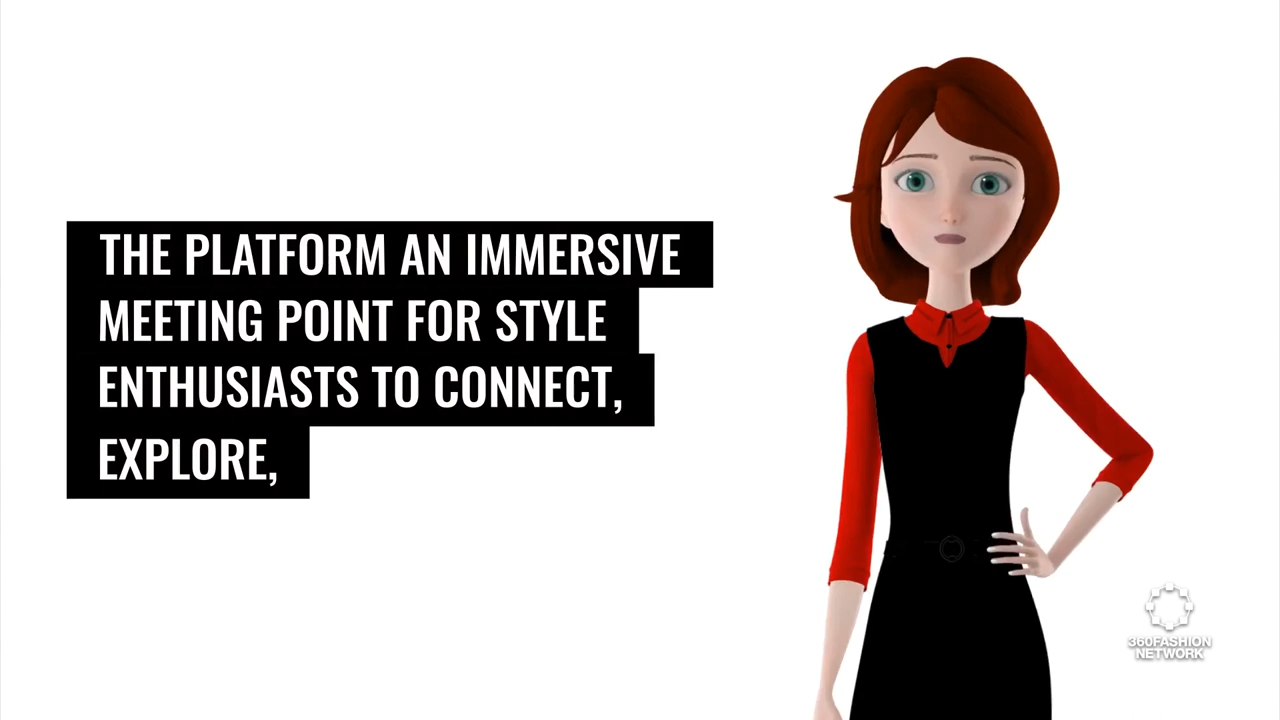 THE PLATFORM AN IMMERSIVE
MEETING POINT FOR STYLE
ENTHUSIASTS TO CONNECT,
EXPLORE,
360FASHION
NETWORK